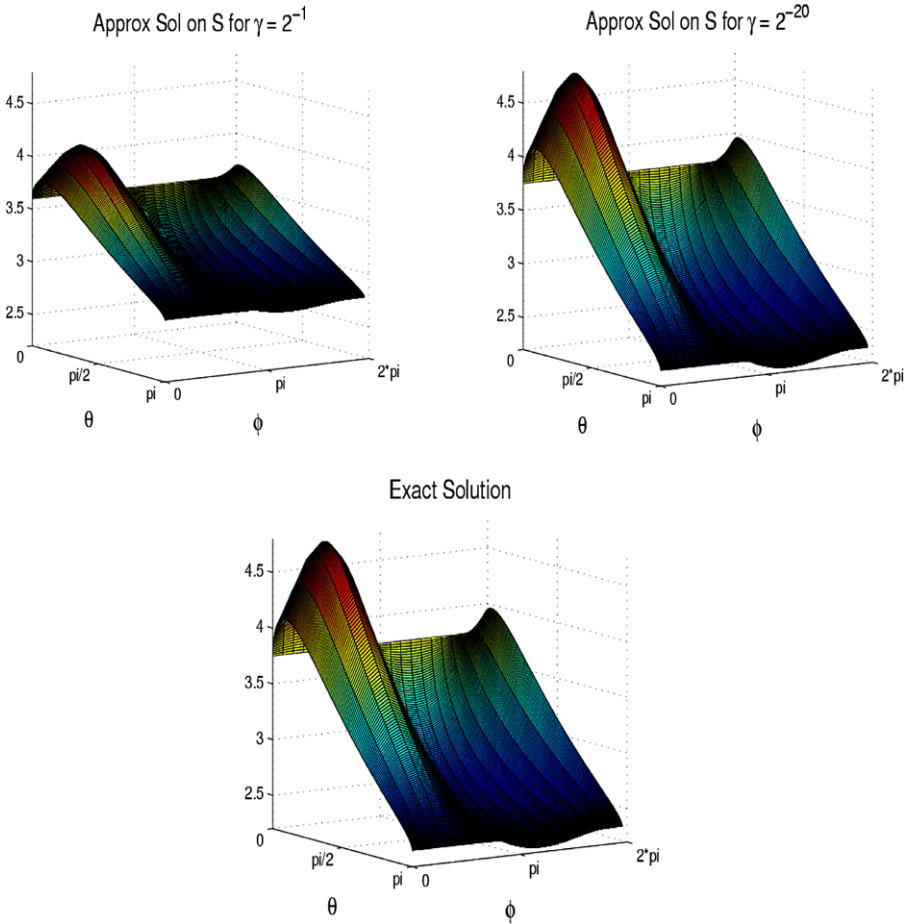 Approx Sol on S for γ = 2⁻¹
4.5
4
3.5
3
2.5
0
pi/2
pi
0
pi
2*pi
θ
ϕ
Approx Sol on S for γ = 2⁻²⁰
4.5
4
3.5
3
2.5
0
pi/2
pi
0
pi
2*pi
θ
ϕ
Exact Solution
4.5
4
3.5
3
2.5
0
pi/2
pi
0
pi
2*pi
θ
ϕ